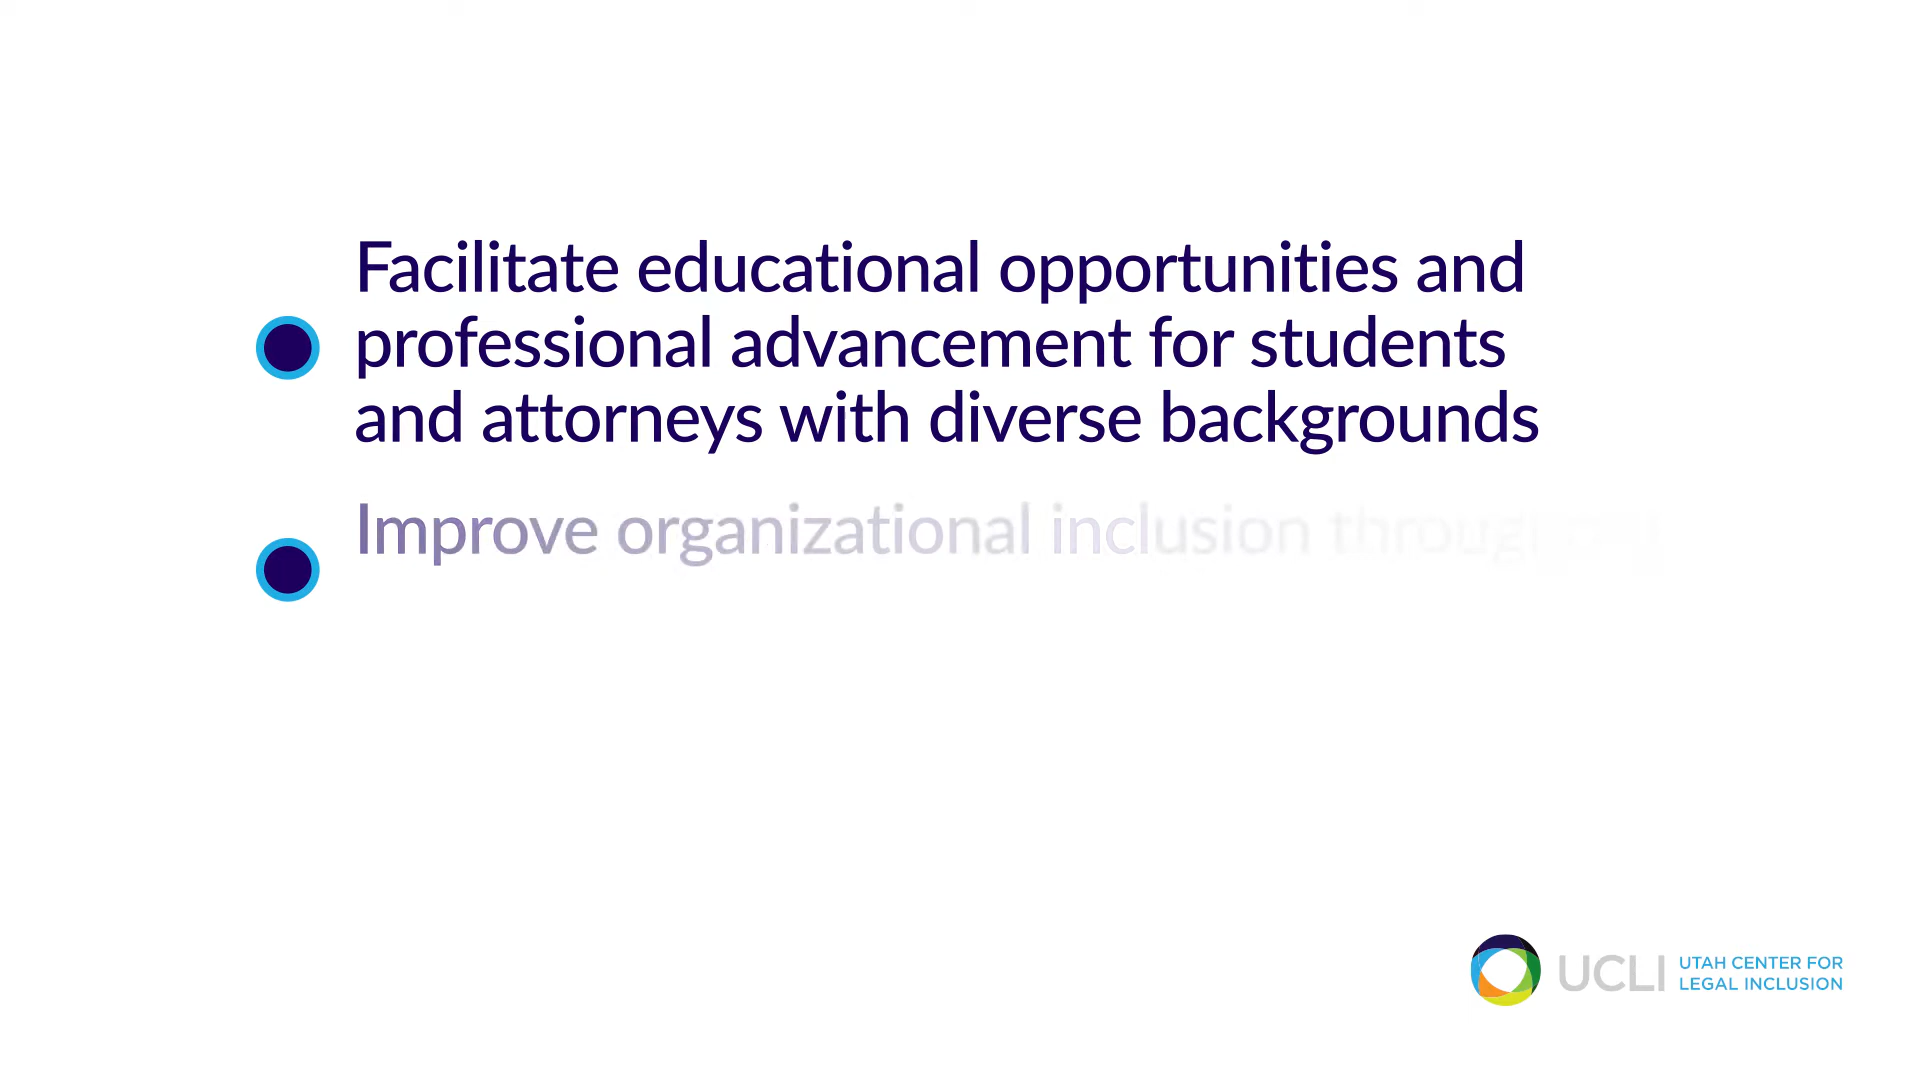 Facilitate educational opportunities and
professional advancement for students
and attorneys with diverse backgrounds
Improve organizational inclusion through
UCLI
UTAH CENTER FOR
LEGAL INCLUSION